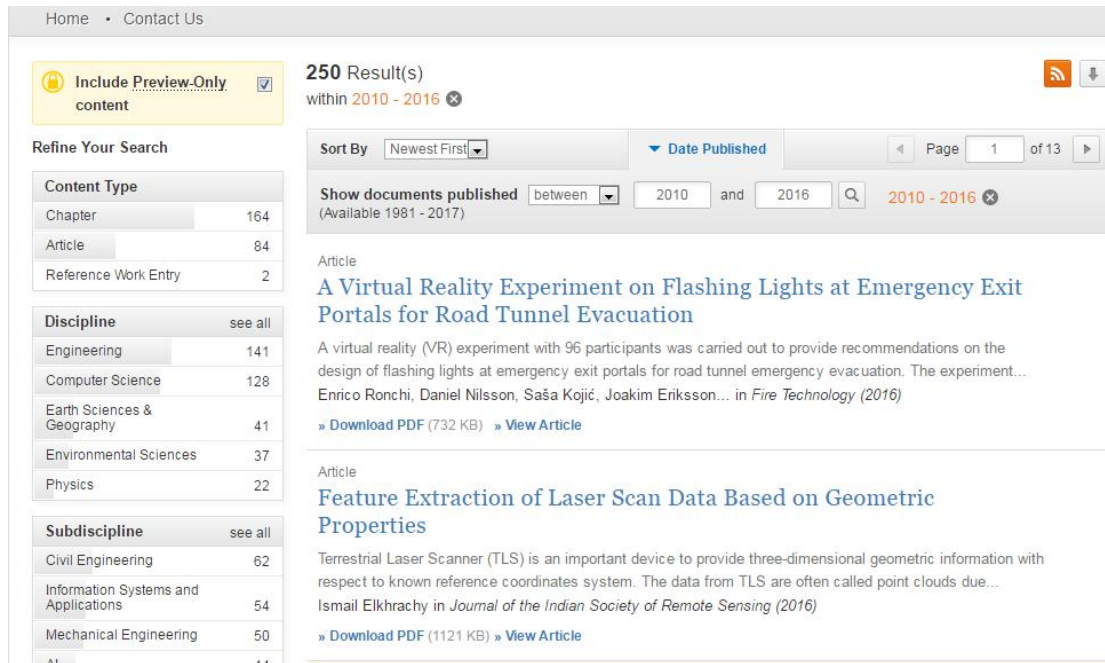 Home • Contact Us
Include Preview-Only
content
Refine Your Search
Content Type
Chapter 164
Article 84
Reference Work Entry 2
Discipline see all
Engineering 141
Computer Science 128
Earth Sciences &
Geography 41
Environmental Sciences 37
Physics 22
Subdiscipline see all
Civil Engineering 62
Information Systems and
Applications 54
Mechanical Engineering 50
250 Result(s)
within 2010 - 2016
Sort By Newest First Date Published Page 1 of 13
Show documents published between 2010 and 2016 2010 - 2016
(Available 1981 - 2017)
Article
A Virtual Reality Experiment on Flashing Lights at Emergency Exit
Portals for Road Tunnel Evacuation
A virtual reality (VR) experiment with 96 participants was carried out to provide recommendations on the
design of flashing lights at emergency exit portals for road tunnel emergency evacuation. The experiment...
Enrico Ronchi, Daniel Nilsson, Saša Kojić, Joakim Eriksson... in Fire Technology (2016)
» Download PDF (732 KB) » View Article
Article
Feature Extraction of Laser Scan Data Based on Geometric
Properties
Terrestrial Laser Scanner (TLS) is an important device to provide three-dimensional geometric information with
respect to known reference coordinates system. The data from TLS are often called point clouds due...
Ismail Elkhrachy in Journal of the Indian Society of Remote Sensing (2016)
» Download PDF (1121 KB) » View Article